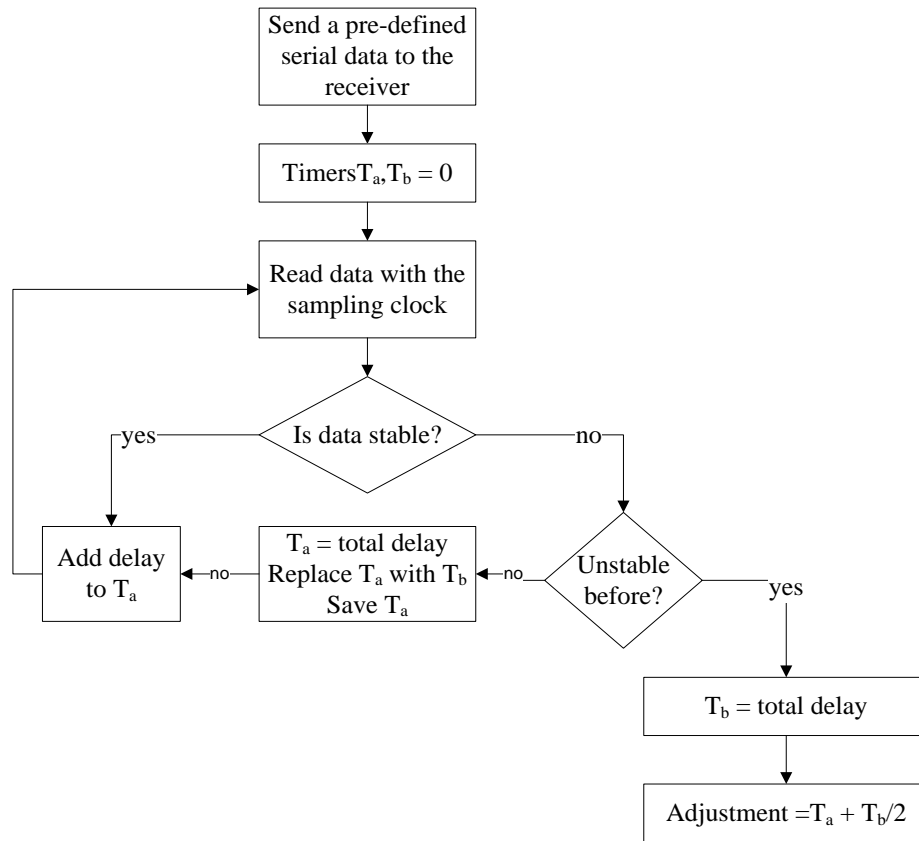 Send a pre-defined
serial data to the
receiver
TimersTa,Tb = 0
Read data with the
sampling clock
Is data stable?
yes
no
Add delay
to Ta
no
Ta = total delay
Replace Ta with Tb
Save Ta
no
Unstable
before?
yes
Tb = total delay
Adjustment =Ta + Tb/2